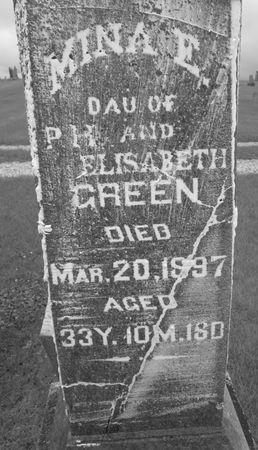 MINA E.
DAU OF
P H AND
ELISABETH
GREEN
DIED
MAR. 20. 1897
AGED
33Y. 10M. 18D